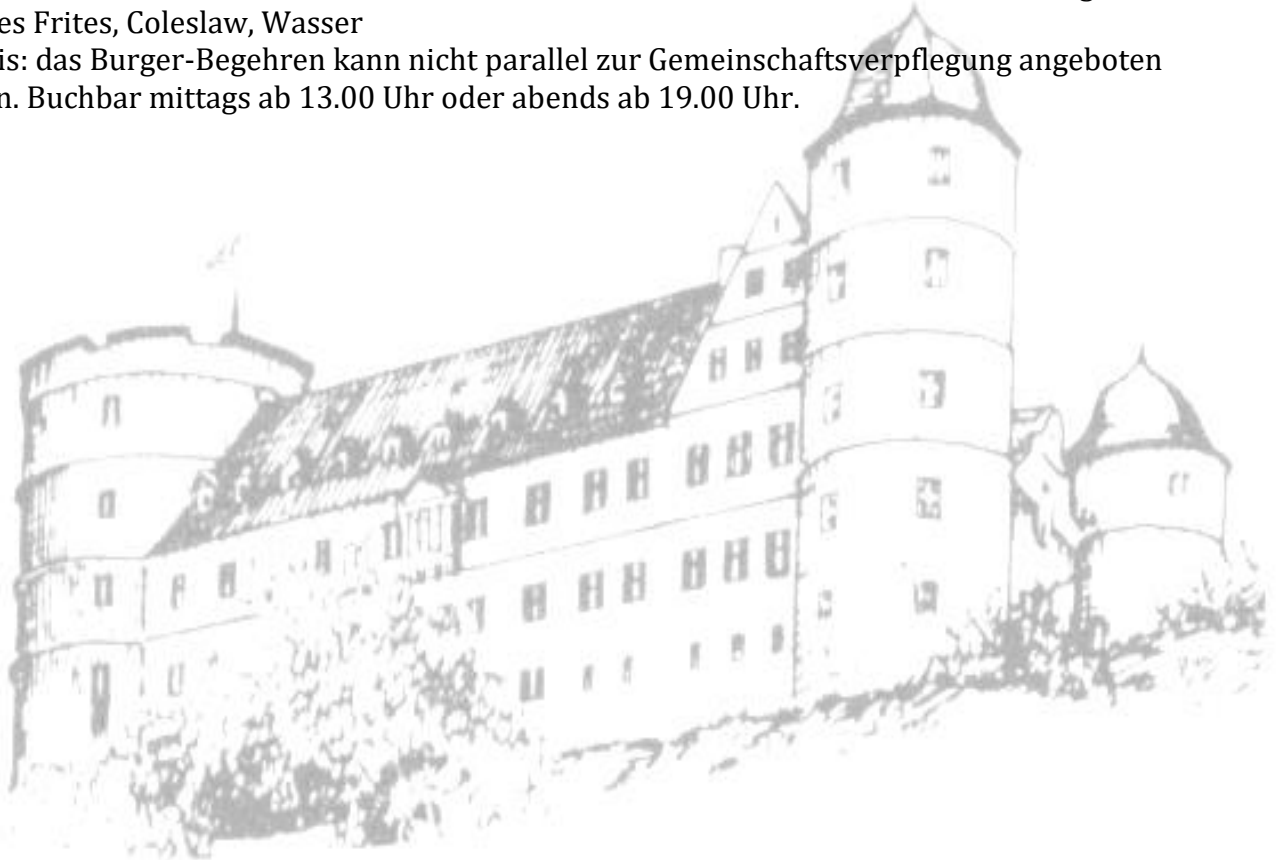 es Frites, Coleslaw, Wasser
is: das Burger-Begehren kann nicht parallel zur Gemeinschaftsverpflegung angeboten
n. Buchbar mittags ab 13.00 Uhr oder abends ab 19.00 Uhr.